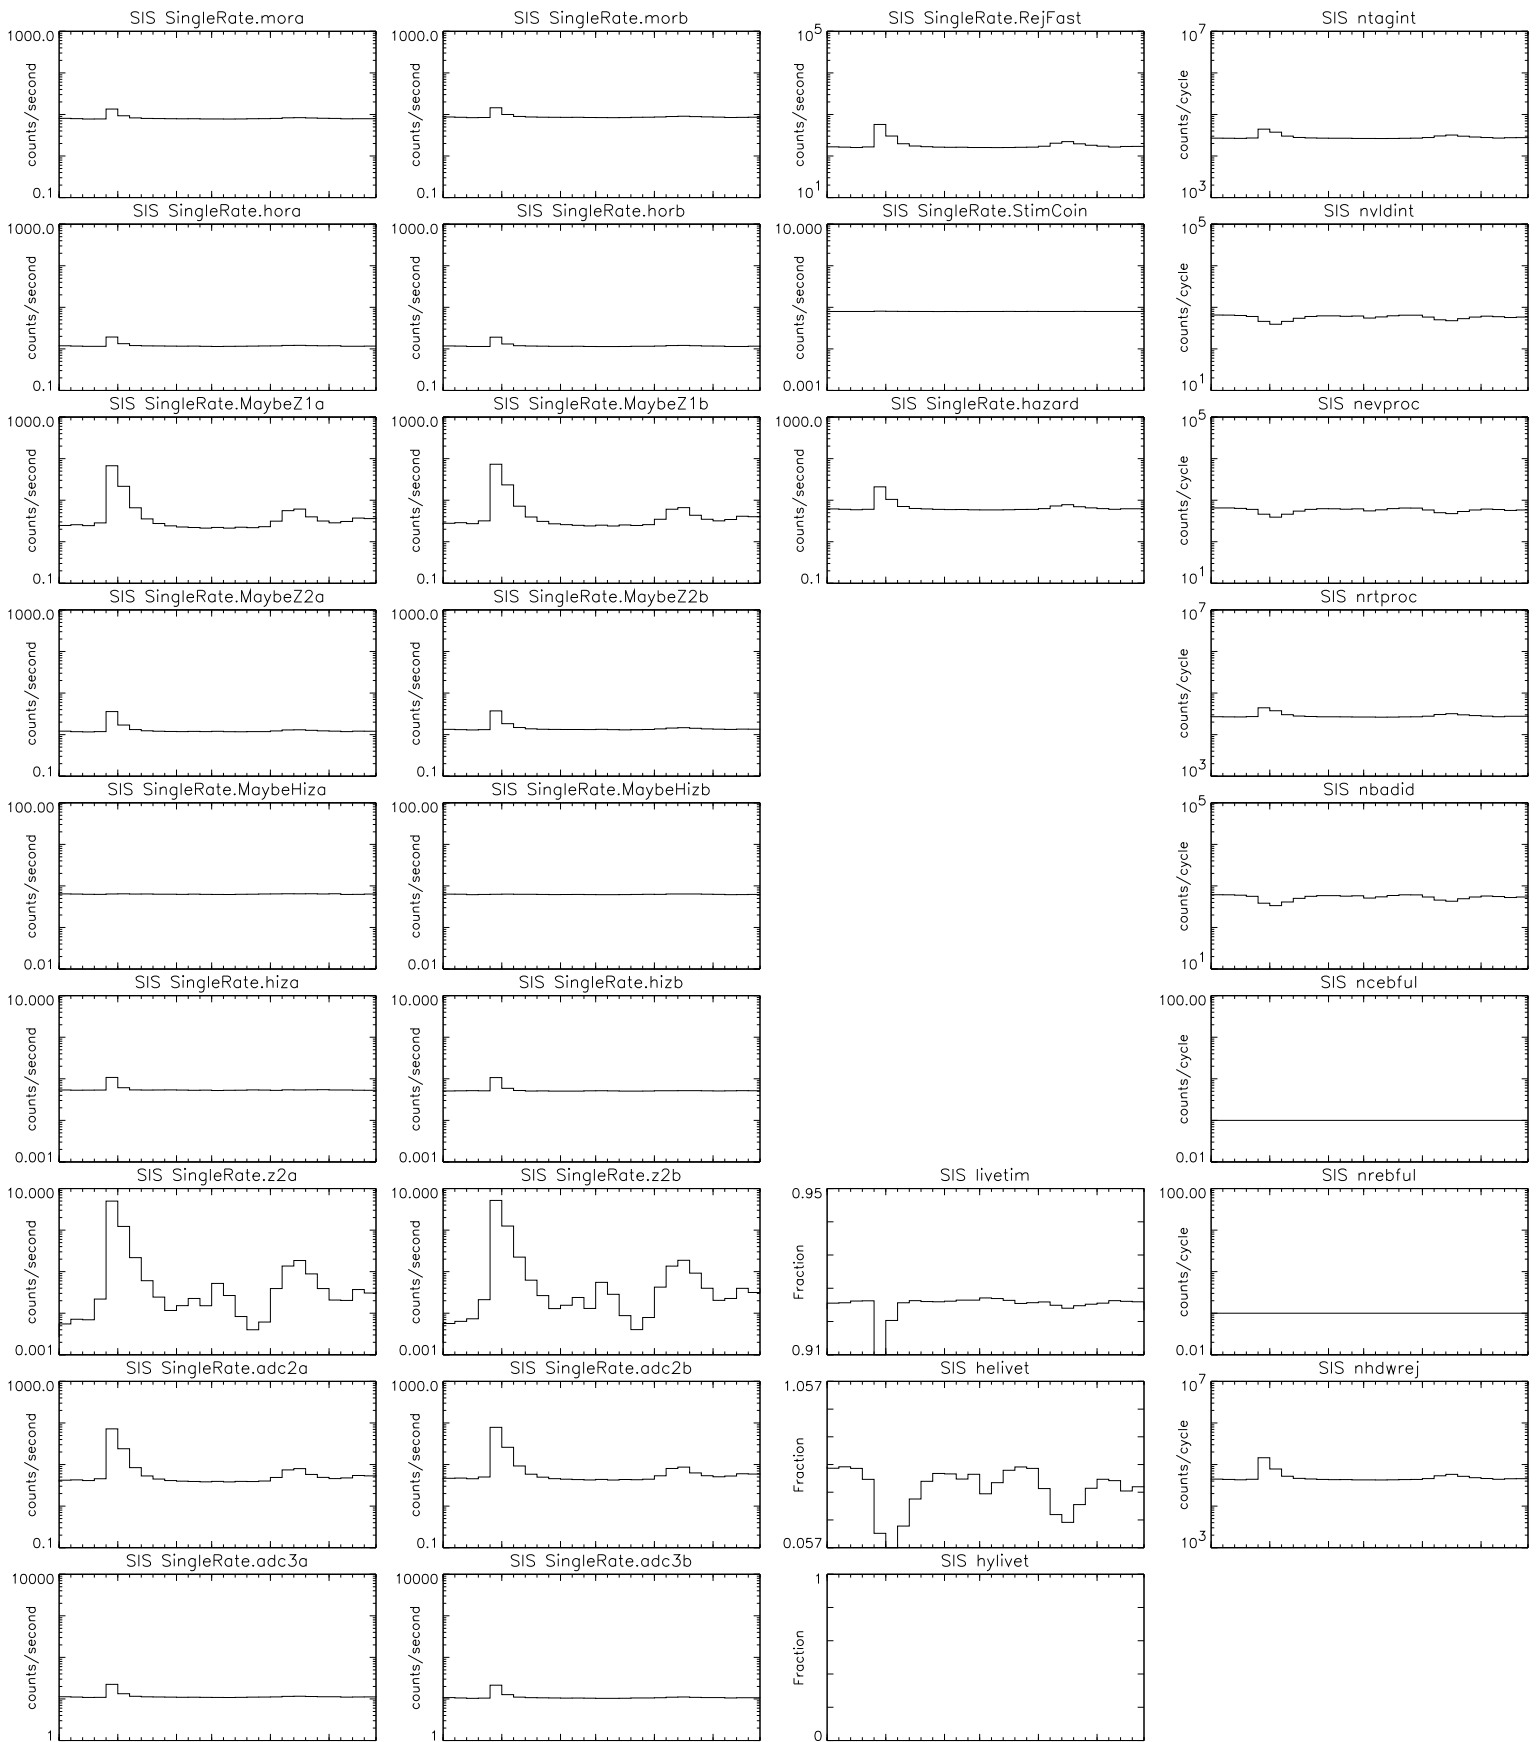 SIS SingleRate.mora
1000.0
counts/second
0.1
SIS SingleRate.morb
1000.0
counts/second
0.1
SIS SingleRate.RejFast
10^5
counts/second
10^1
SIS ntagint
10^7
counts/cycle
10^3
SIS SingleRate.hora
1000.0
counts/second
0.1
SIS SingleRate.horb
1000.0
counts/second
0.1
SIS SingleRate.StimCoin
10.000
counts/second
0.001
SIS nvldint
10^5
counts/cycle
10^1
SIS SingleRate.MaybeZ1a
1000.0
counts/second
0.1
SIS SingleRate.MaybeZ1b
1000.0
counts/second
0.1
SIS SingleRate.hazard
1000.0
counts/second
0.1
SIS nevproc
10^5
counts/cycle
10^1
SIS SingleRate.MaybeZ2a
1000.0
counts/second
0.1
SIS SingleRate.MaybeZ2b
1000.0
counts/second
0.1
SIS nrtproc
10^7
counts/cycle
10^3
SIS SingleRate.MaybeHiza
100.00
counts/second
0.01
SIS SingleRate.MaybeHizb
100.00
counts/second
0.01
SIS nbadid
10^5
counts/cycle
10^1
SIS SingleRate.hiza
10.000
counts/second
0.001
SIS SingleRate.hizb
10.000
counts/second
0.001
SIS ncebful
100.00
counts/cycle
0.01
SIS SingleRate.z2a
10.000
counts/second
0.001
SIS SingleRate.z2b
10.000
counts/second
0.001
SIS livetim
0.95
Fraction
0.91
SIS nrebful
100.00
counts/cycle
0.01
SIS SingleRate.adc2a
1000.0
counts/second
0.1
SIS SingleRate.adc2b
1000.0
counts/second
0.1
SIS helivet
1.057
Fraction
0.057
SIS nhdwrej
10^7
counts/cycle
10^3
SIS SingleRate.adc3a
10000
counts/second
1
SIS SingleRate.adc3b
10000
counts/second
1
SIS hylivet
1
Fraction
0